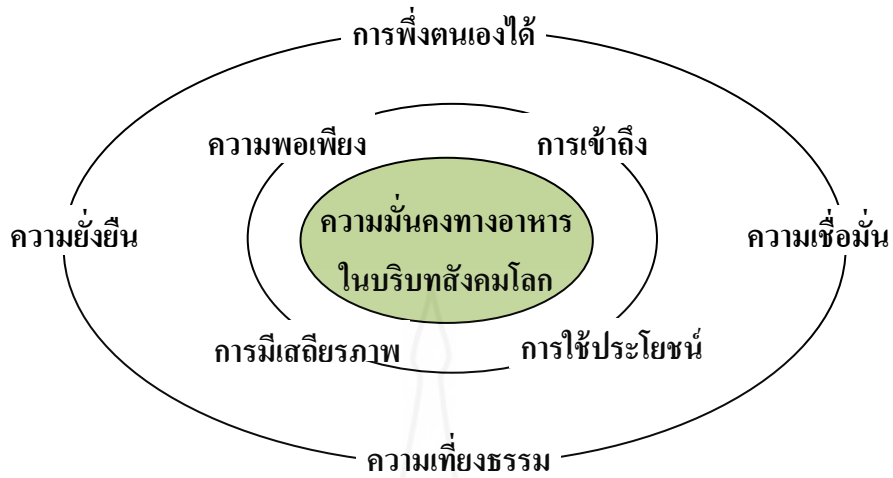 การพึ่งตนเองได้
ความพอเพียง
การเข้าถึง
ความยั่งยืน
ความมั่นคงทางอาหาร
ในบริบทสังคมโลก
ความเชื่อมั่น
การมีเสถียรภาพ
การใช้ประโยชน์
ความเที่ยงธรรม